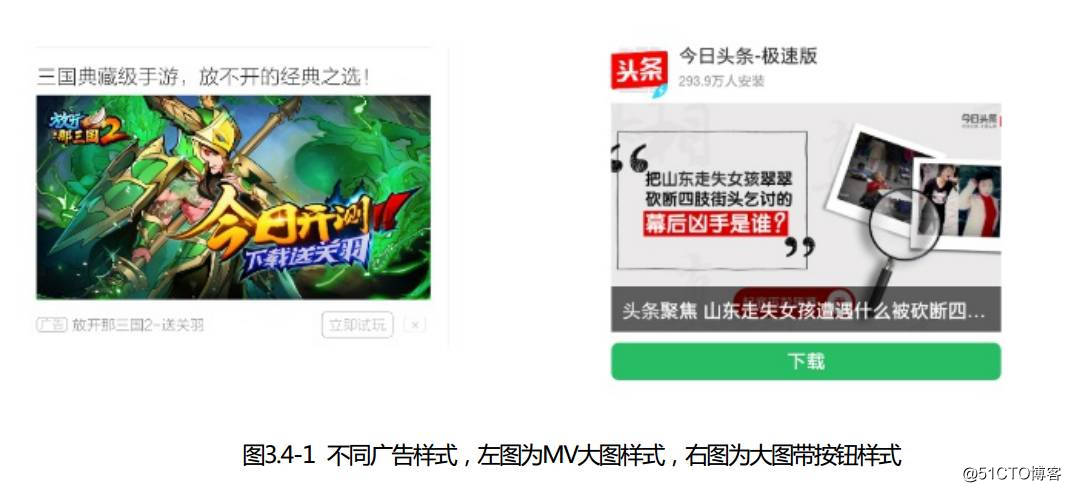 三国典藏级手游，放不开的经典之选！
放开
那三国2
今日开测!!
下载送关羽
广告 放开那三国2-送关羽
立即试玩
×
头条
今日头条-极速版
293.9万人安装
今日头条
把山东走失女孩翠翠
砍断四肢街头乞讨的
幕后凶手是谁？
头条聚焦 山东走失女孩遭遇什么被砍断四...
下载
图3.4-1 不同广告样式，左图为MV大图样式，右图为大图带按钮样式
@51CTO博客